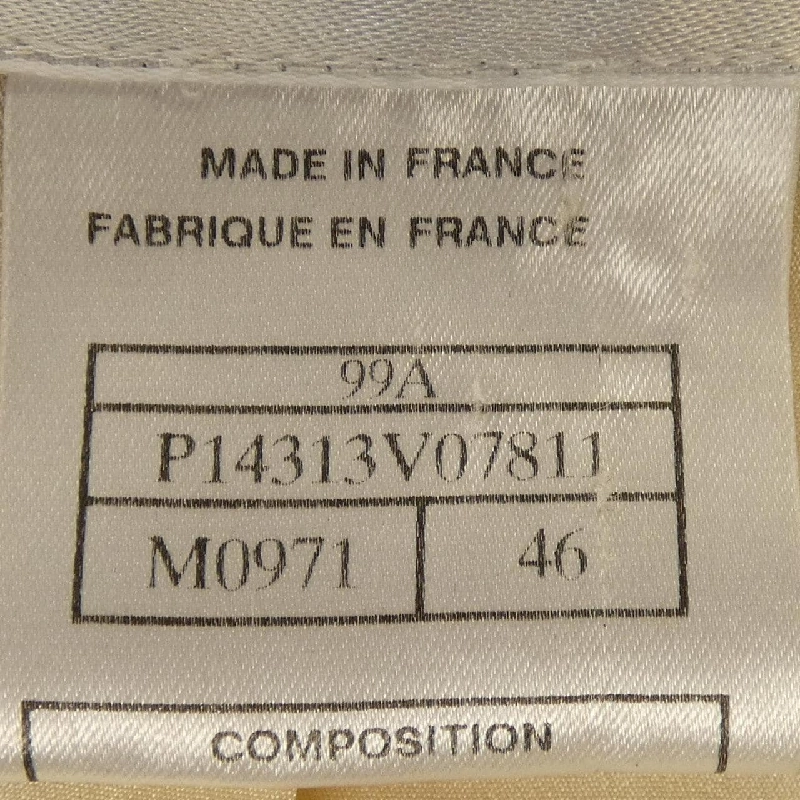 MADE IN FRANCE
FABRIQUE EN FRANCE
99A
P14313V07811
M0971 46
COMPOSITION